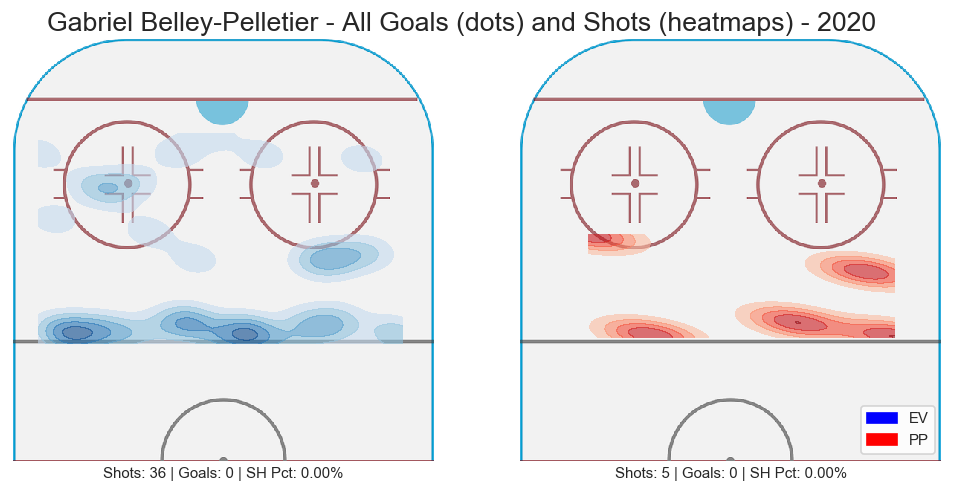 Gabriel Belley-Pelletier - All Goals (dots) and Shots (heatmaps) - 2020
EV
PP
Shots: 36 | Goals: 0 | SH Pct: 0.00%
Shots: 5 | Goals: 0 | SH Pct: 0.00%